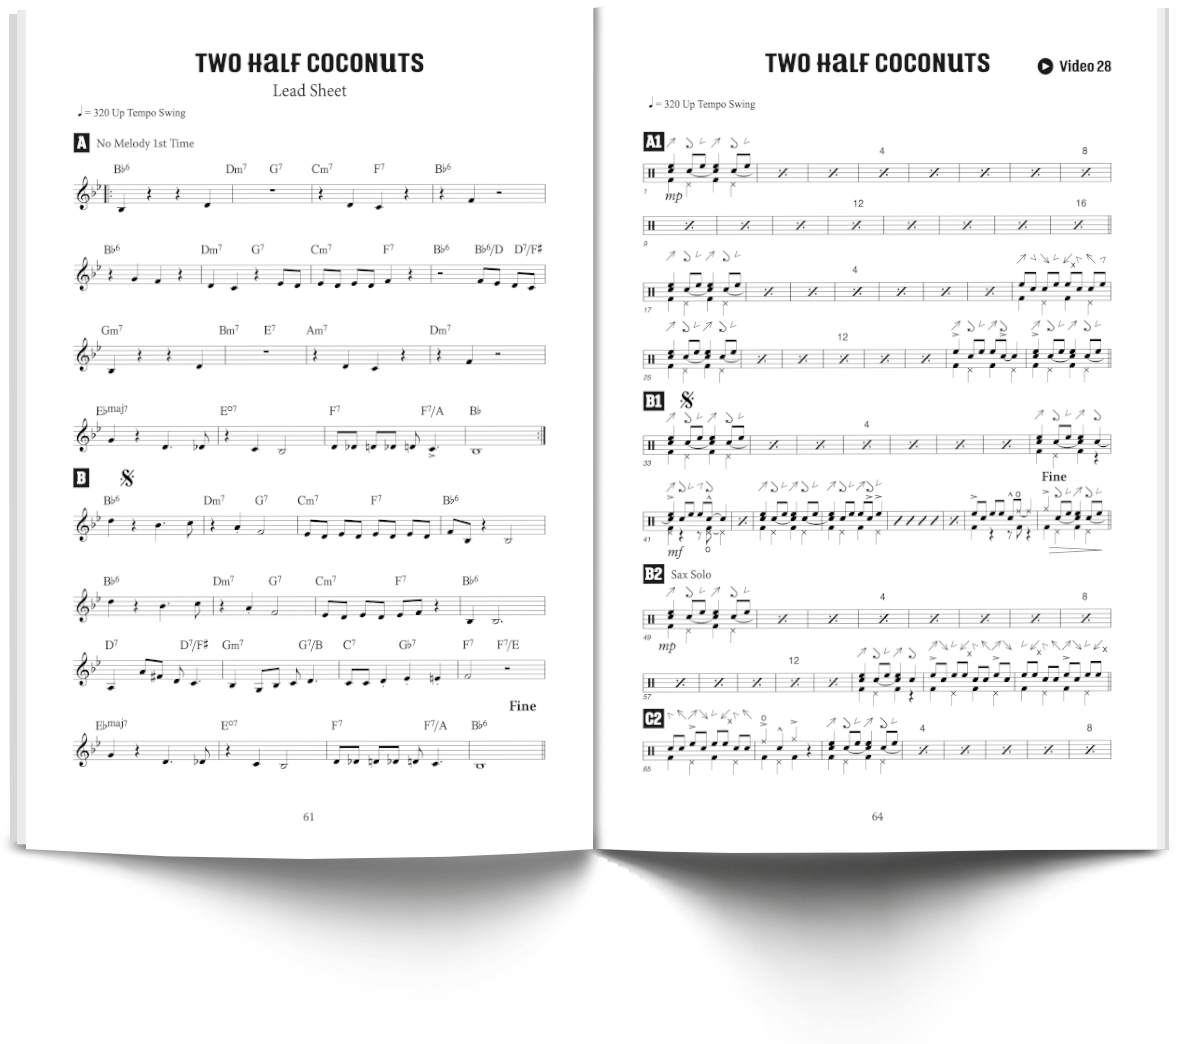 TWO HALF COCONUTS
Lead Sheet
♩ = 320 Up Tempo Swing
A No Melody 1st Time
B♭6 Dm7 G7 Cm7 F7 B♭6
B♭6 Dm7 G7 Cm7 F7 B♭6 B♭6/D D7/F♯
Gm7 Bm7 E7 Am7 Dm7
E♭maj7 E○7 F7 F7/A B♭
B
B♭6 Dm7 G7 Cm7 F7 B♭6
B♭6 Dm7 G7 Cm7 F7 B♭6
D7 D7/F♯ Gm7 G7/B C7 G♭7 F7 F7/E
Fine
E♭maj7 E○7 F7 F7/A B♭6
61
TWO HALF COCONUTS
Video 28
♩ = 320 Up Tempo Swing
A1
4 8
1 mp
12 16
9
4
17
12
25
B1
4
33
Fine
41 mf
B2 Sax Solo
4 8
49 mp
12
57
C2
4 8
65
64